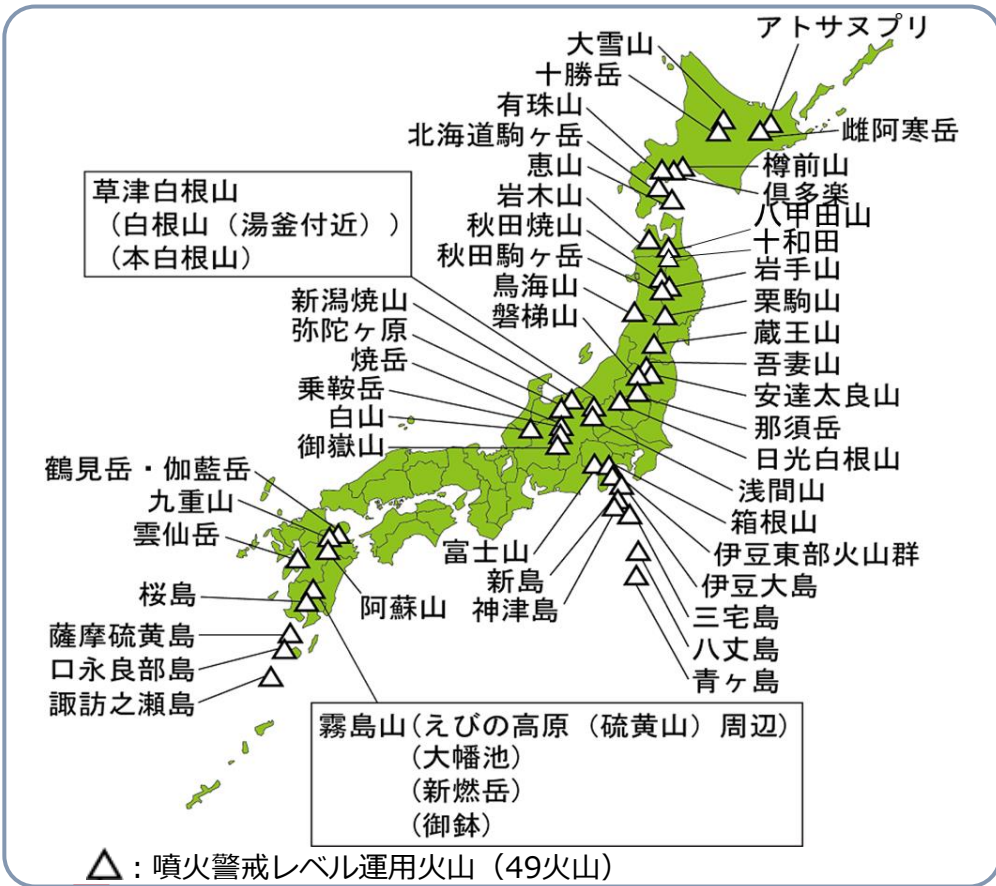 アトサヌプリ
大雪山
十勝岳
有珠山
北海道駒ヶ岳
恵山
岩木山
秋田焼山
秋田駒ヶ岳
鳥海山
磐梯山
雌阿寒岳
樽前山
倶多楽
八甲田山
十和田
岩手山
栗駒山
蔵王山
吾妻山
安達太良山
那須岳
日光白根山
浅間山
箱根山
伊豆東部火山群
伊豆大島
三宅島
八丈島
青ヶ島
草津白根山
(白根山(湯釜付近))
(本白根山)
新潟焼山
弥陀ヶ原
焼岳
乗鞍岳
白山
御嶽山
富士山
新島
神津島
鶴見岳・伽藍岳
九重山
雲仙岳
桜島
阿蘇山
薩摩硫黄島
口永良部島
諏訪之瀬島
霧島山(えびの高原(硫黄山)周辺)
(大幡池)
(新燃岳)
(御鉢)
△:噴火警戒レベル運用火山(49火山)